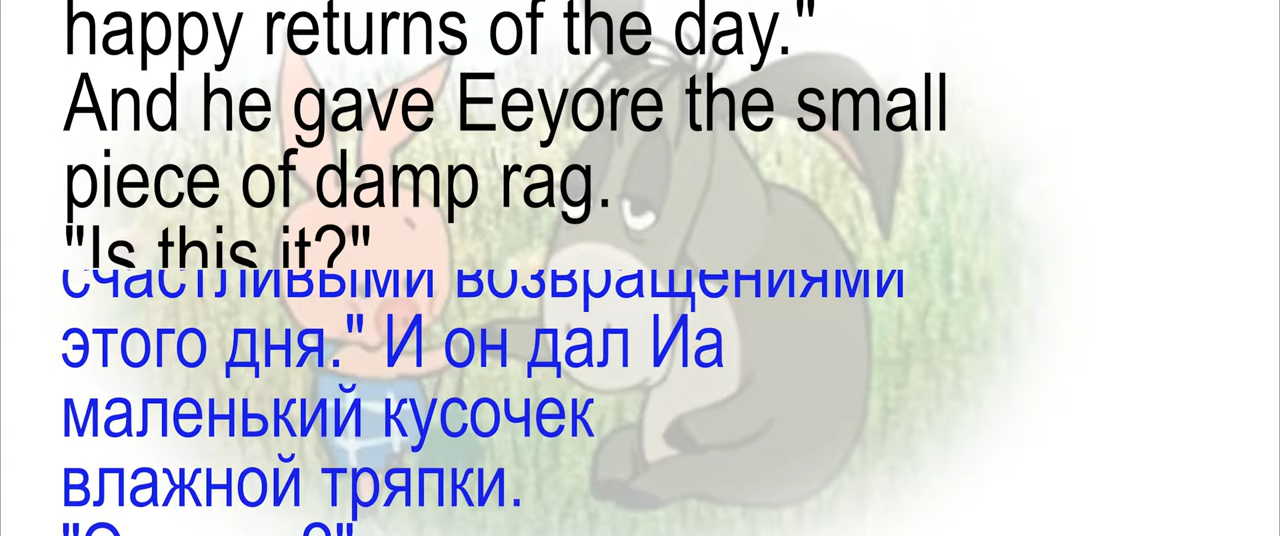 happy returns of the day."
And he gave Eeyore the small
piece of damp rag.
"Is this it?"
счастливыми возвращениями
этого дня." И он дал Иа
маленький кусочек
влажной тряпки.